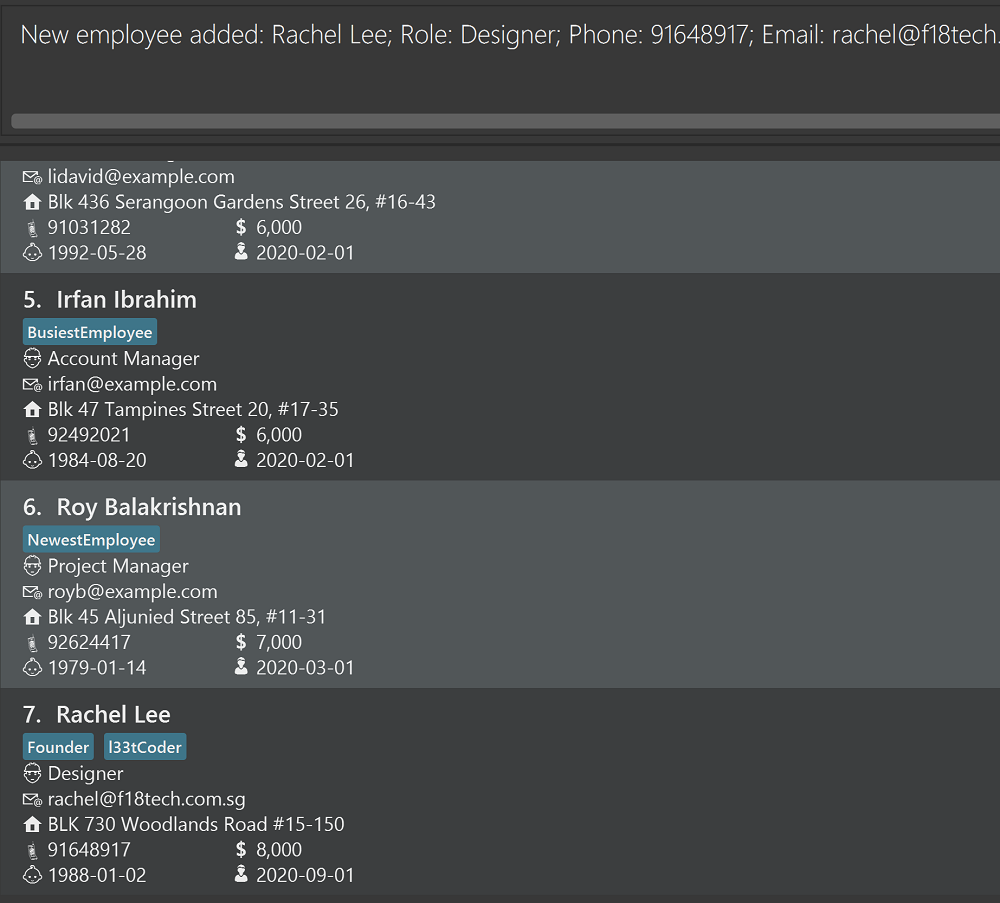 New employee added: Rachel Lee; Role: Designer; Phone: 91648917; Email: rachel@f18tech.
lidavid@example.com
Blk 436 Serangoon Gardens Street 26, #16-43
91031282 $ 6,000
1992-05-28 2020-02-01
5. Irfan Ibrahim
BusiestEmployee
Account Manager
irfan@example.com
Blk 47 Tampines Street 20, #17-35
92492021 $ 6,000
1984-08-20 2020-02-01
6. Roy Balakrishnan
NewestEmployee
Project Manager
royb@example.com
Blk 45 Aljunied Street 85, #11-31
92624417 $ 7,000
1979-01-14 2020-03-01
7. Rachel Lee
Founder l33tCoder
Designer
rachel@f18tech.com.sg
BLK 730 Woodlands Road #15-150
91648917 $ 8,000
1988-01-02 2020-09-01